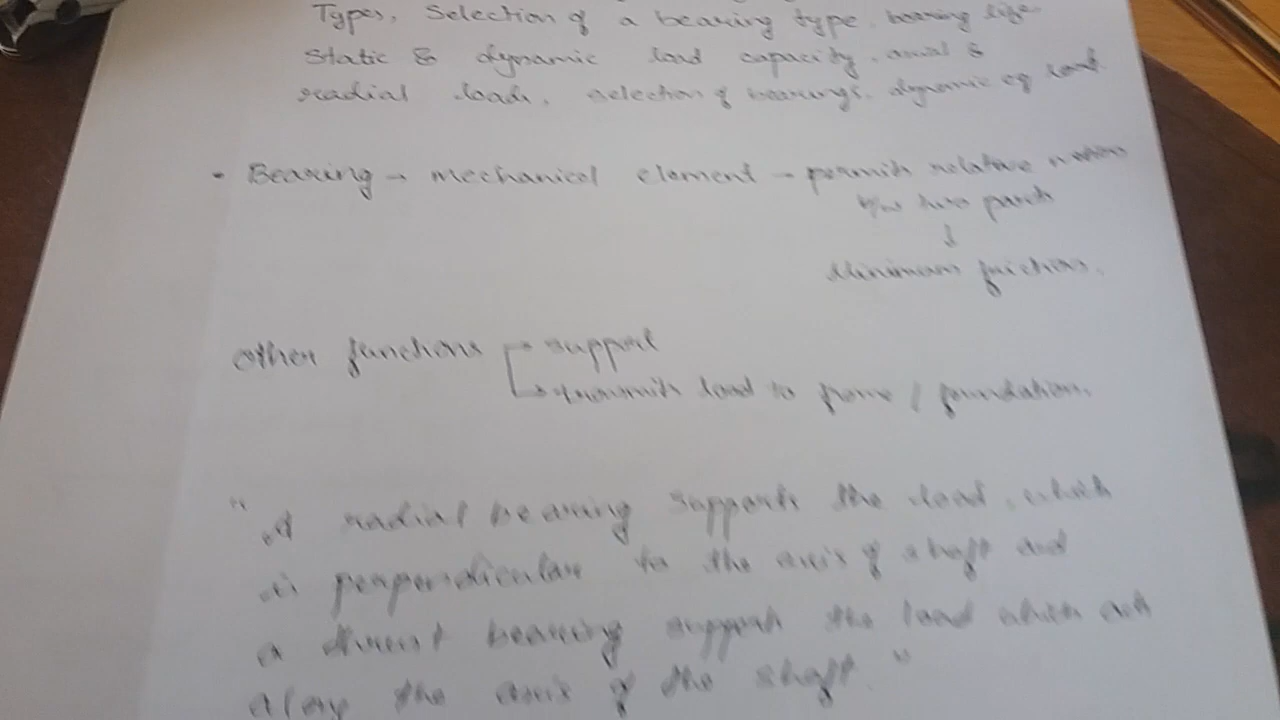 Types, Selection of a bearing type, bearing life
Static & dynamic load capacity, axial &
radial loads, selection of bearings, dynamic eq load
• Bearing → mechanical element → permits relative motion
b/w two parts
↓
Minimum friction.
Other functions → support
→ transmits load to frame / foundation.
" A radial bearing supports the load, which
is perpendicular to the axis of shaft and
a thrust bearing supports the load which acts
along the axis of the shaft. "